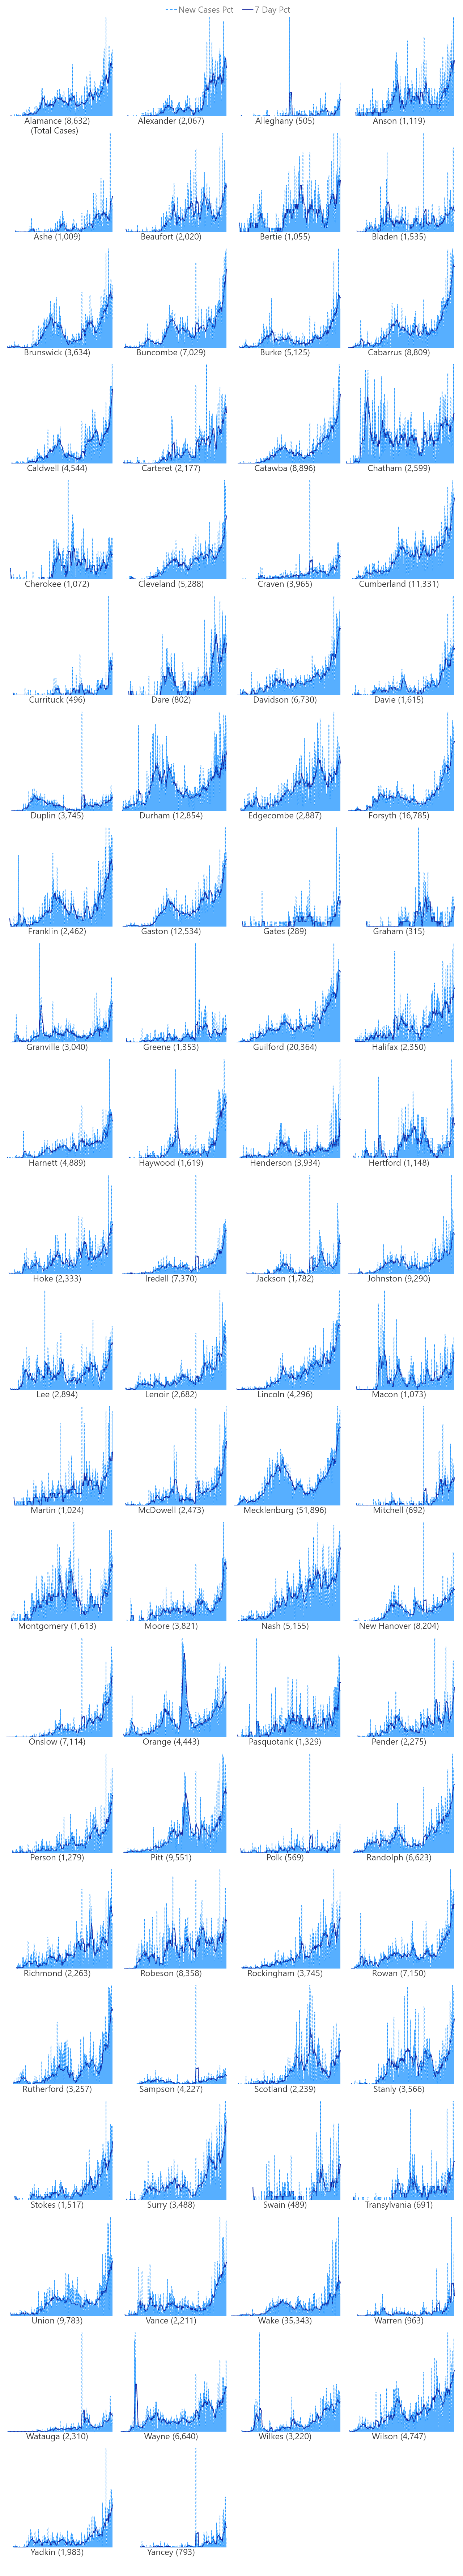 New Cases Pct 7 Day Pct
Alamance (8,632) Alexander (2,067) Alleghany (505) Anson (1,119)
(Total Cases)
Ashe (1,009) Beaufort (2,020) Bertie (1,055) Bladen (1,535)
Brunswick (3,634) Buncombe (7,029) Burke (5,125) Cabarrus (8,809)
Caldwell (4,544) Carteret (2,177) Catawba (8,896) Chatham (2,599)
Cherokee (1,072) Cleveland (5,288) Craven (3,965) Cumberland (11,331)
Currituck (496) Dare (802) Davidson (6,730) Davie (1,615)
Duplin (3,745) Durham (12,854) Edgecombe (2,887) Forsyth (16,785)
Franklin (2,462) Gaston (12,534) Gates (289) Graham (315)
Granville (3,040) Greene (1,353) Guilford (20,364) Halifax (2,350)
Harnett (4,889) Haywood (1,619) Henderson (3,934) Hertford (1,148)
Hoke (2,333) Iredell (7,370) Jackson (1,782) Johnston (9,290)
Lee (2,894) Lenoir (2,682) Lincoln (4,296) Macon (1,073)
Martin (1,024) McDowell (2,473) Mecklenburg (51,896) Mitchell (692)
Montgomery (1,613) Moore (3,821) Nash (5,155) New Hanover (8,204)
Onslow (7,114) Orange (4,443) Pasquotank (1,329) Pender (2,275)
Person (1,279) Pitt (9,551) Polk (569) Randolph (6,623)
Richmond (2,263) Robeson (8,358) Rockingham (3,745) Rowan (7,150)
Rutherford (3,257) Sampson (4,227) Scotland (2,239) Stanly (3,566)
Stokes (1,517) Surry (3,488) Swain (489) Transylvania (691)
Union (9,783) Vance (2,211) Wake (35,343) Warren (963)
Watauga (2,310) Wayne (6,640) Wilkes (3,220) Wilson (4,747)
Yadkin (1,983) Yancey (793)